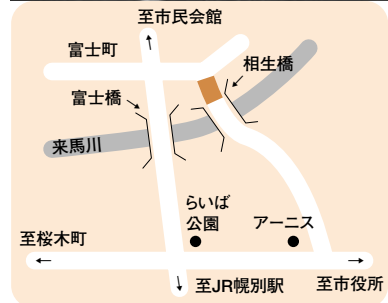 至市民会館
富士町
相生橋
富士橋
来馬川
らいば
公園
アーニス
至桜木町
至JR幌別駅
至市役所